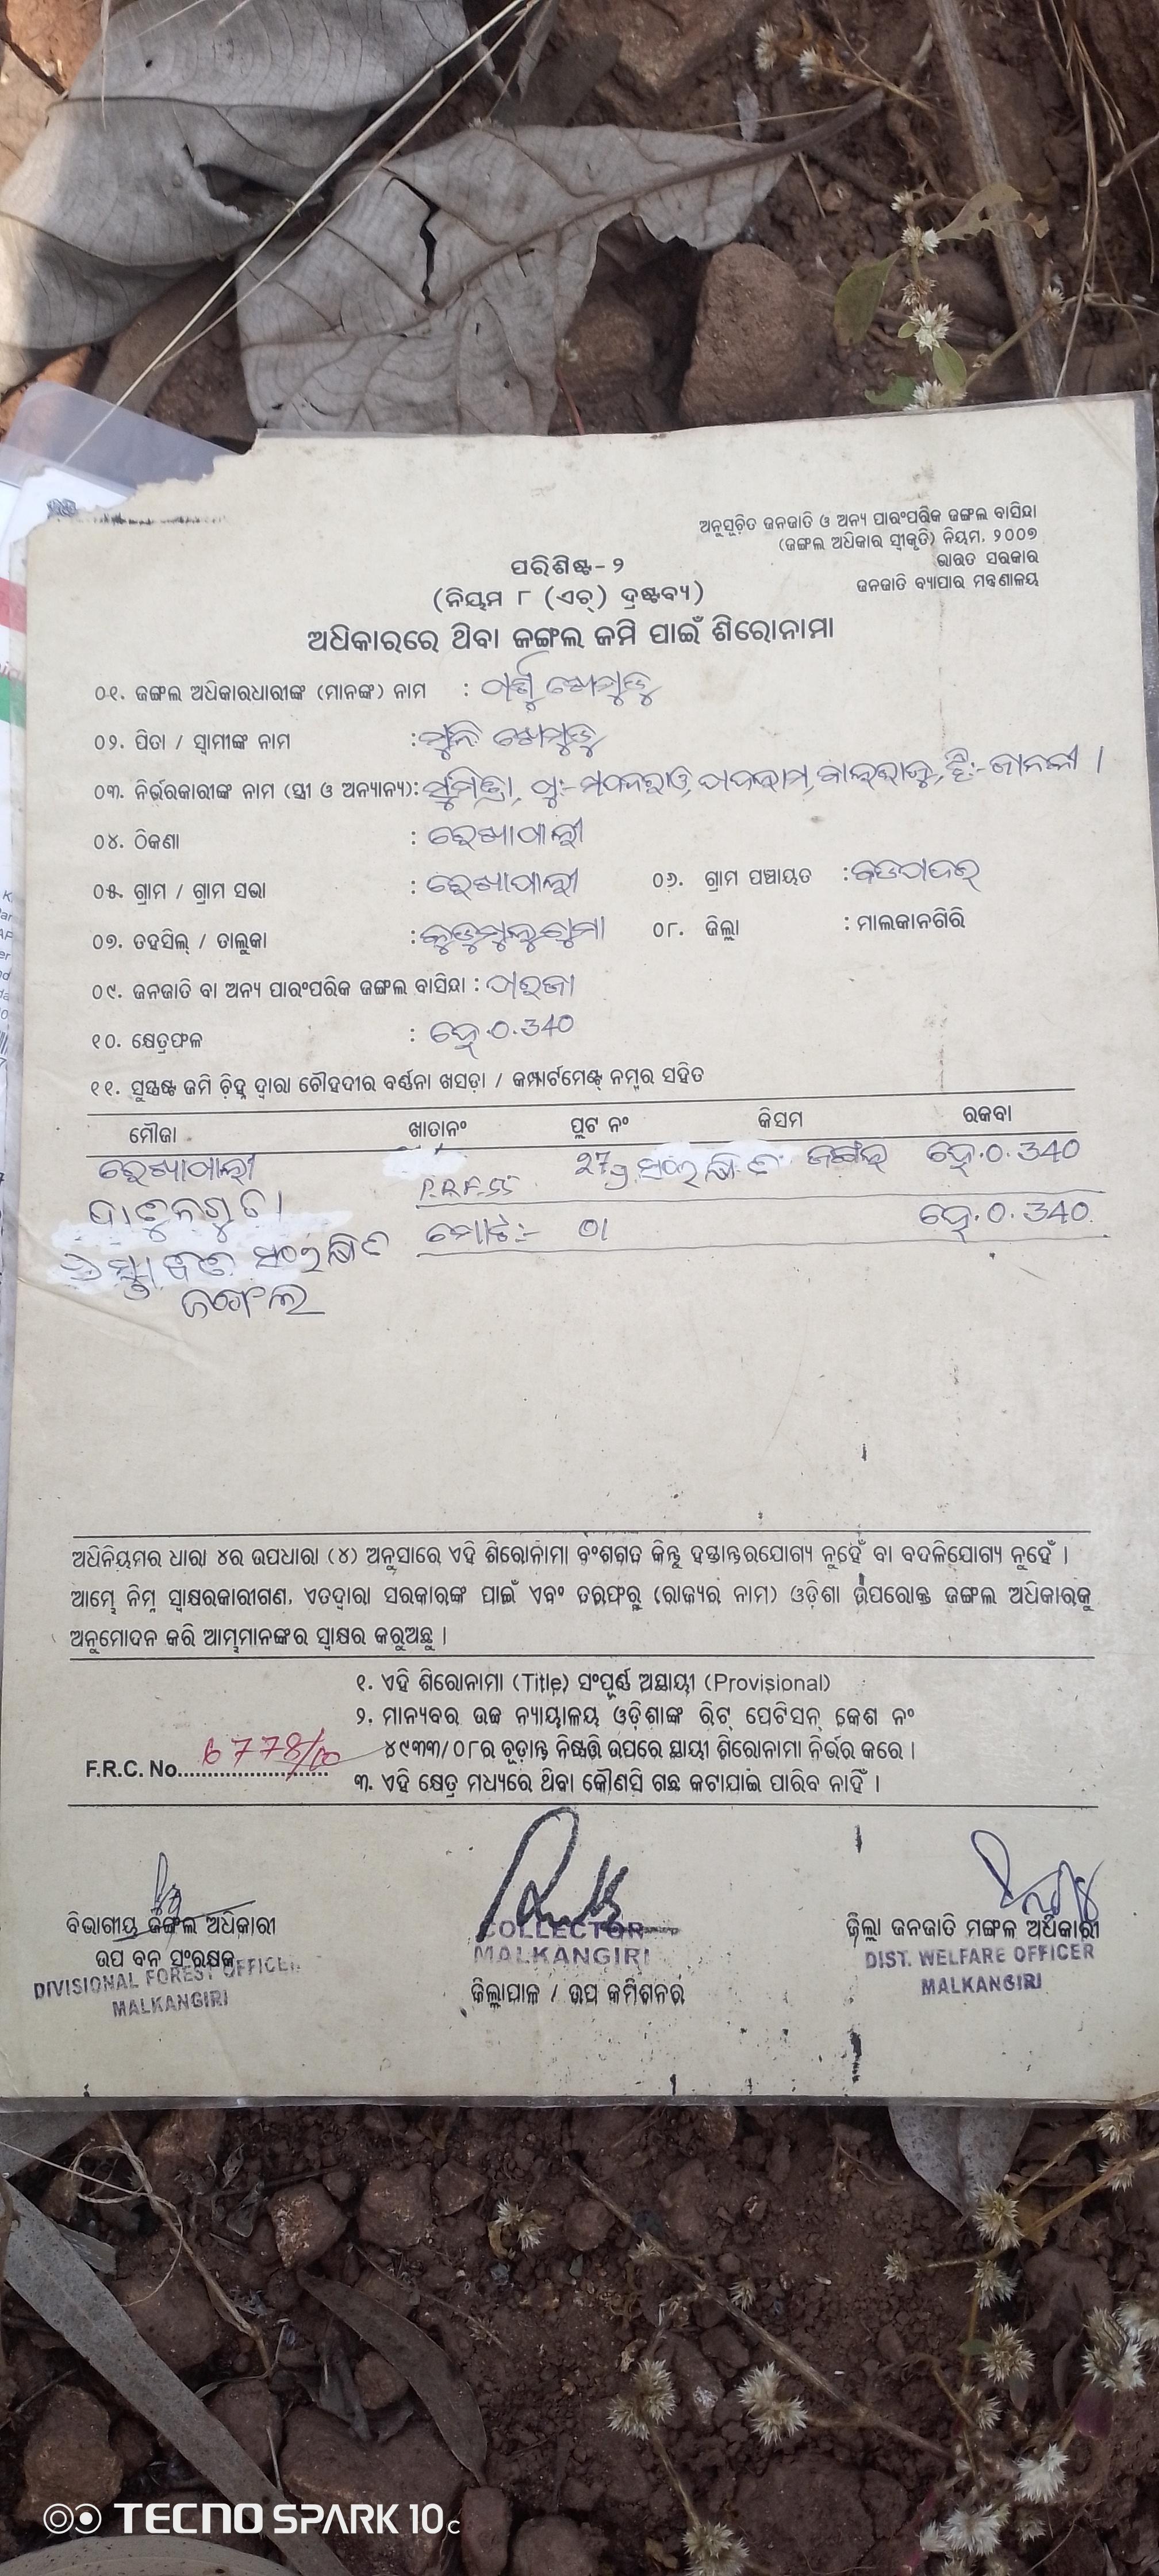 ଅନୁସୂଚିତ ଜନଜାତି ଓ ଅନ୍ୟ ପାରଂପରିକ ଜଙ୍ଗଲ ବାସିନ୍ଦା
(ଜଙ୍ଗଲ ଅଧିକାର ସ୍ୱୀକୃତି) ନିୟମ, ୨୦୦୭
ଭାରତ ସରକାର
ଜନଜାତି ବ୍ୟାପାର ମନ୍ତ୍ରଣାଳୟ
ପରିଶିଷ୍ଟ-୨
(ନିୟମ ୮ (ଏଚ୍) ଦ୍ରଷ୍ଟବ୍ୟ)
ଅଧିକାରରେ ଥିବା ଜଙ୍ଗଲ ଜମି ପାଇଁ ଶିରୋନାମା
୦୧. ଜଙ୍ଗଲ ଅଧିକାରଧାରୀଙ୍କ (ମାନଙ୍କ) ନାମ :
୦୨. ପିତା / ସ୍ୱାମୀଙ୍କ ନାମ :
୦୩. ନିର୍ଭରକାରୀଙ୍କ ନାମ (ସ୍ତ୍ରୀ ଓ ଅନ୍ୟାନ୍ୟ) : ସୁମିତ୍ରା, ପୁ:-
୦୪. ଠିକଣା : ରେଖାପାଲ୍ଲୀ
୦୫. ଗ୍ରାମ / ଗ୍ରାମ ସଭା : ରେଖାପାଲ୍ଲୀ ୦୬. ଗ୍ରାମ ପଞ୍ଚାୟତ : ବଡପଦର୍
୦୭. ତହସିଲ୍ / ତାଲୁକା : କୁଡୁମୁଲୁଗୁମା ୦୮. ଜିଲ୍ଲା : ମାଲକାନଗିରି
୦୯. ଜନଜାତି ବା ଅନ୍ୟ ପାରଂପରିକ ଜଙ୍ଗଲ ବାସିନ୍ଦା : ପରଜା
୧୦. କ୍ଷେତ୍ରଫଳ : ହେ.0.340
୧୧. ସୁସ୍ପଷ୍ଟ ଜମି ଚିହ୍ନ ଦ୍ୱାରା ଚୌହଦୀର ବର୍ଣ୍ଣନା ଖସଡ଼ା / କମ୍ପାର୍ଟମେଣ୍ଟ୍ ନମ୍ବର ସହିତ
ମୌଜା ଖାତାନଂ ପ୍ଲଟ ନଂ କିସମ ରକବା
ରେଖାପାଲ୍ଲୀ ସଂରକ୍ଷିତ ଜଙ୍ଗଲ ହେ.0.340
ମୋଟ:- 01 ହେ.0.340
ସଂରକ୍ଷିତ
ଜଙ୍ଗଲ
ଅଧିନିୟମର ଧାରା ୪ର ଉପଧାରା (୪) ଅନୁସାରେ ଏହି ଶିରୋନାମା ବଂଶଗତ କିନ୍ତୁ ହସ୍ତାନ୍ତରଯୋଗ୍ୟ ନୁହେଁ ବା ବଦଳିଯୋଗ୍ୟ ନୁହେଁ ।
ଆମ୍ଭେ ନିମ୍ନ ସ୍ୱାକ୍ଷରକାରୀଗଣ, ଏତଦ୍ୱାରା ସରକାରଙ୍କ ପାଇଁ ଏବଂ ତରଫରୁ (ରାଜ୍ୟର ନାମ) ଓଡ଼ିଶା ଉପରୋକ୍ତ ଜଙ୍ଗଲ ଅଧିକାରକୁ
ଅନୁମୋଦନ କରି ଆମ୍ଭମାନଙ୍କର ସ୍ୱାକ୍ଷର କରୁଅଛୁ ।
୧. ଏହି ଶିରୋନାମା (Title) ସଂପୂର୍ଣ୍ଣ ଅସ୍ଥାୟୀ (Provisional)
୨. ମାନ୍ୟବର ଉଚ୍ଚ ନ୍ୟାୟାଳୟ ଓଡ଼ିଶାଙ୍କ ରିଟ୍ ପେଟିସନ୍ କେଶ ନଂ
୪୯୩୩/୦୮ର ଚୂଡ଼ାନ୍ତ ନିଷ୍ପତ୍ତି ଉପରେ ସ୍ଥାୟୀ ଶିରୋନାମା ନିର୍ଭର କରେ ।
F.R.C. No. 6778/10
୩. ଏହି କ୍ଷେତ୍ର ମଧ୍ୟରେ ଥିବା କୌଣସି ଗଛ କଟାଯାଇ ପାରିବ ନାହିଁ ।
ବିଭାଗୀୟ ଜଙ୍ଗଲ ଅଧିକାରୀ
ଉପ ବନ ସଂରକ୍ଷକ
DIVISIONAL FOREST OFFICER
MALKANGIRI
COLLECTOR
MALKANGIRI
ଜିଲ୍ଲାପାଳ / ଉପ କମିଶନର
ଜିଲ୍ଲା ଜନଜାତି ମଙ୍ଗଳ ଅଧିକାରୀ
DIST. WELFARE OFFICER
MALKANGIRI
TECNO SPARK 10c